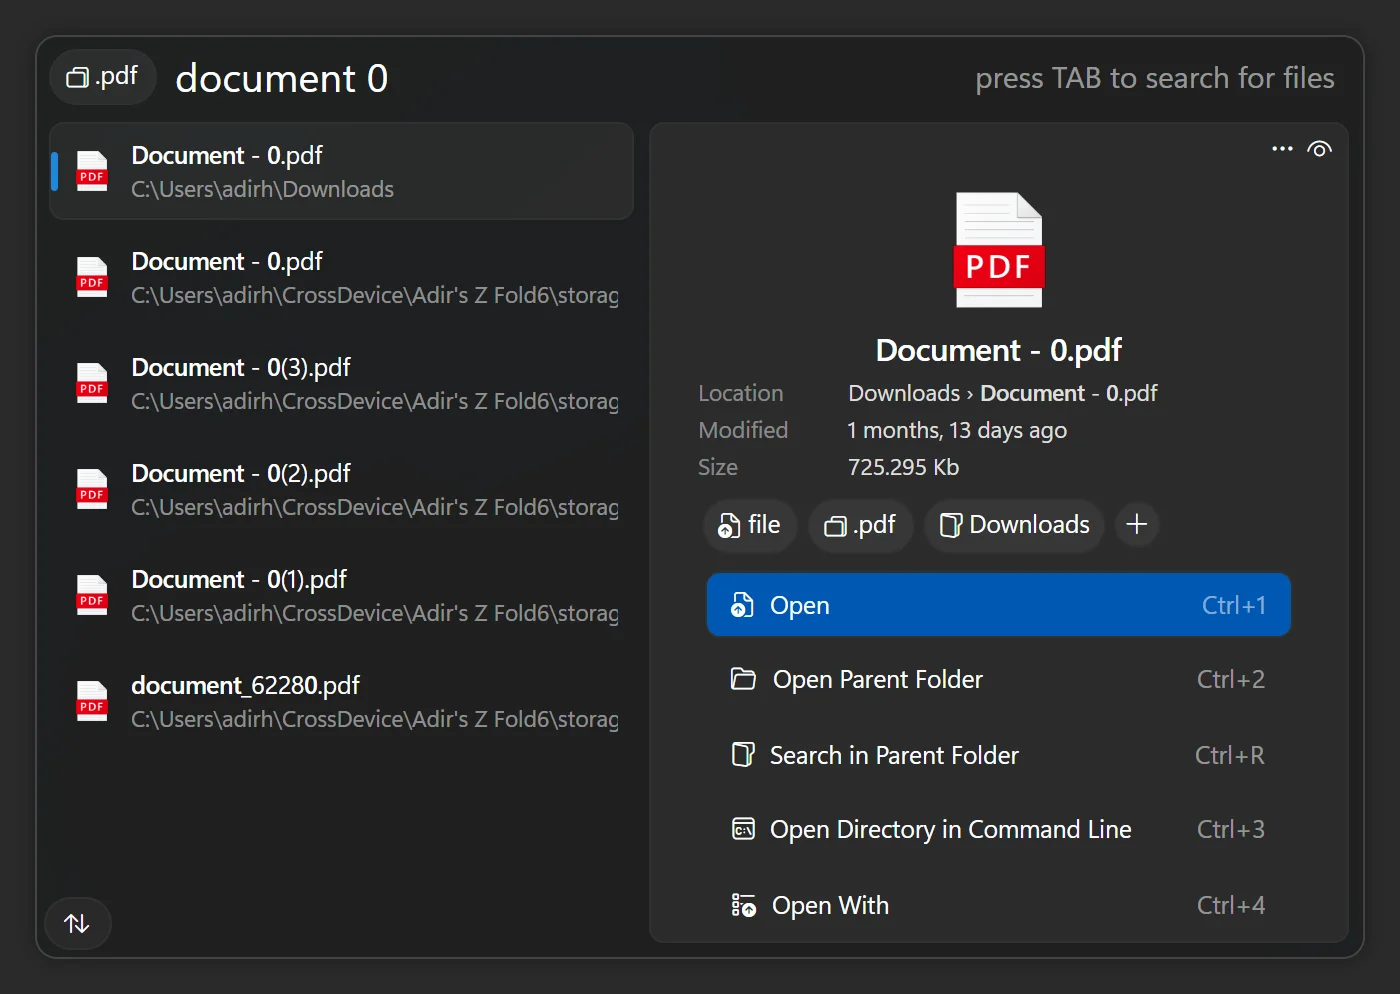 .pdf document 0 press TAB to search for files
Document - 0.pdf
C:\Users\adirh\Downloads
Document - 0.pdf
C:\Users\adirh\CrossDevice\Adir's Z Fold6\storag
Document - 0(3).pdf
C:\Users\adirh\CrossDevice\Adir's Z Fold6\storag
Document - 0(2).pdf
C:\Users\adirh\CrossDevice\Adir's Z Fold6\storag
Document - 0(1).pdf
C:\Users\adirh\CrossDevice\Adir's Z Fold6\storag
document_62280.pdf
C:\Users\adirh\CrossDevice\Adir's Z Fold6\storag
PDF
PDF
PDF
PDF
PDF
PDF
PDF
Document - 0.pdf
Location Downloads › Document - 0.pdf
Modified 1 months, 13 days ago
Size 725.295 Kb
file .pdf Downloads +
Open Ctrl+1
Open Parent Folder Ctrl+2
Search in Parent Folder Ctrl+R
C:\ Open Directory in Command Line Ctrl+3
Open With Ctrl+4